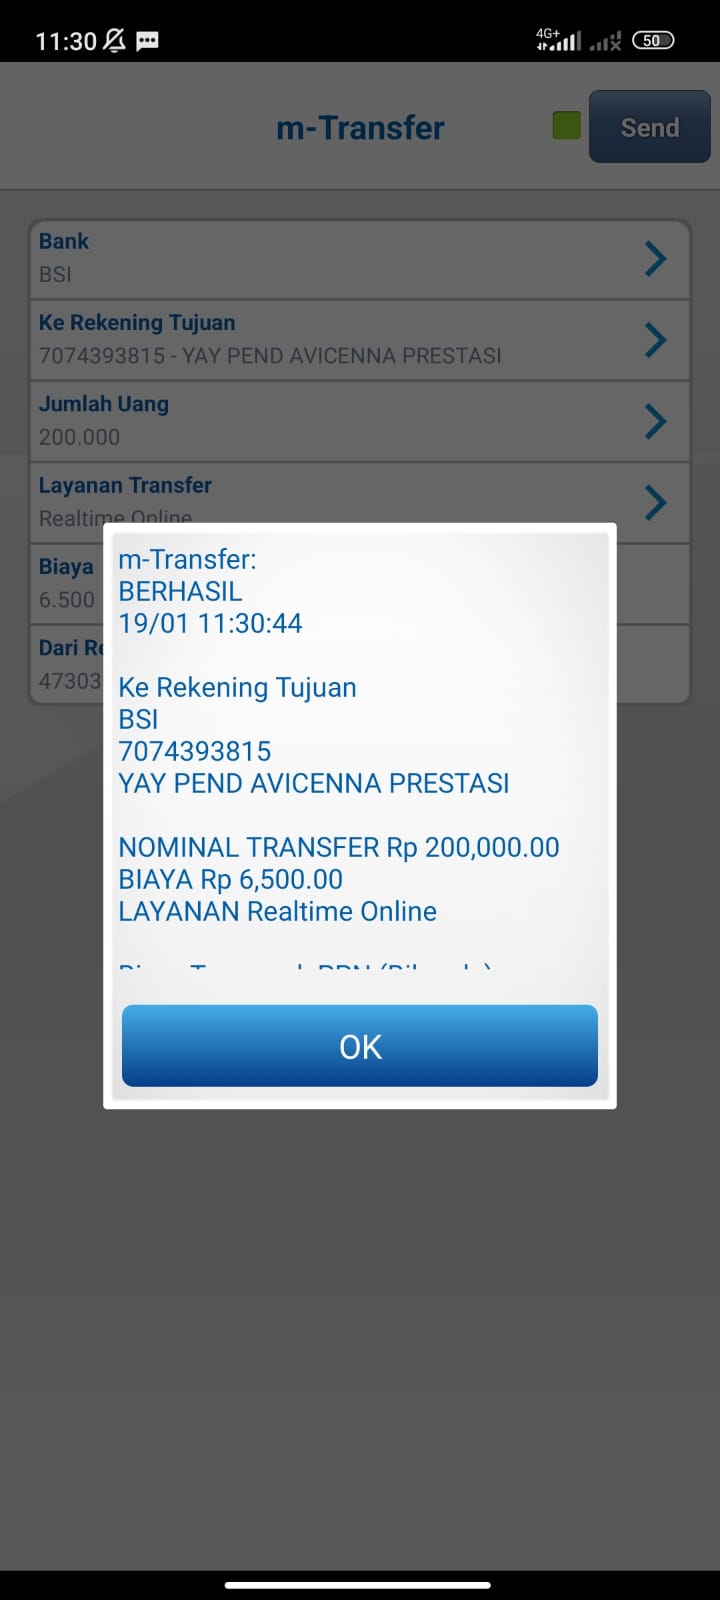 11:30
4G+
50
m-Transfer
Send
Bank
BSI
Ke Rekening Tujuan
7074393815 - YAY PEND AVICENNA PRESTASI
Jumlah Uang
200.000
Layanan Transfer
Realtime Online
Biaya
6.500
Dari Re
47303
m-Transfer:
BERHASIL
19/01 11:30:44
Ke Rekening Tujuan
BSI
7074393815
YAY PEND AVICENNA PRESTASI
NOMINAL TRANSFER Rp 200,000.00
BIAYA Rp 6,500.00
LAYANAN Realtime Online
OK